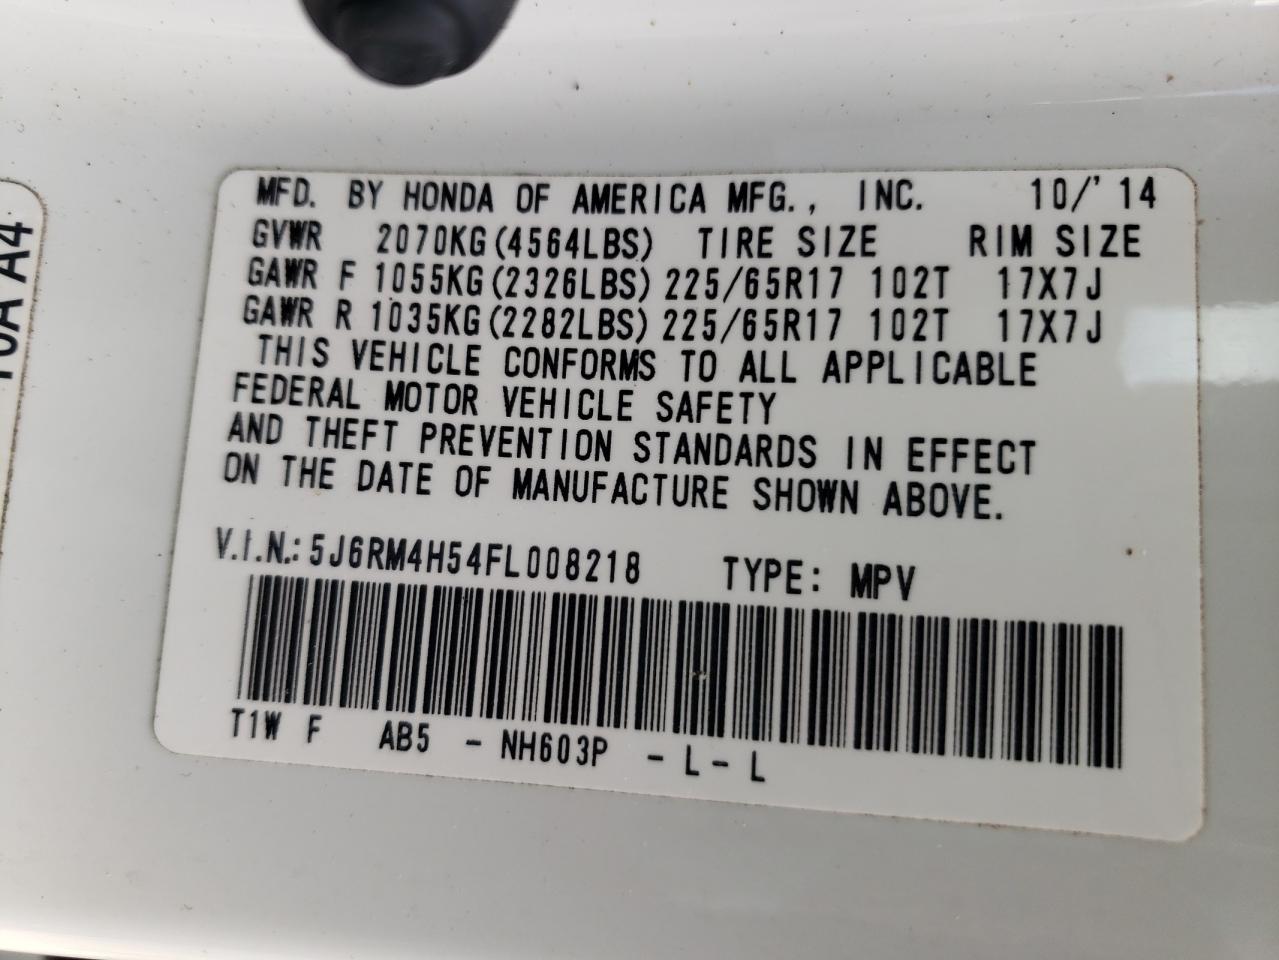 MFD. BY HONDA OF AMERICA MFG., INC. 10/'14
GVWR 2070KG(4564LBS) TIRE SIZE RIM SIZE
GAWR F 1055KG(2326LBS) 225/65R17 102T 17X7J
GAWR R 1035KG(2282LBS) 225/65R17 102T 17X7J
THIS VEHICLE CONFORMS TO ALL APPLICABLE
FEDERAL MOTOR VEHICLE SAFETY
AND THEFT PREVENTION STANDARDS IN EFFECT
ON THE DATE OF MANUFACTURE SHOWN ABOVE.
V.I.N.: 5J6RM4H54FL008218 TYPE: MPV
T1W F AB5 - NH603P - L - L
A4